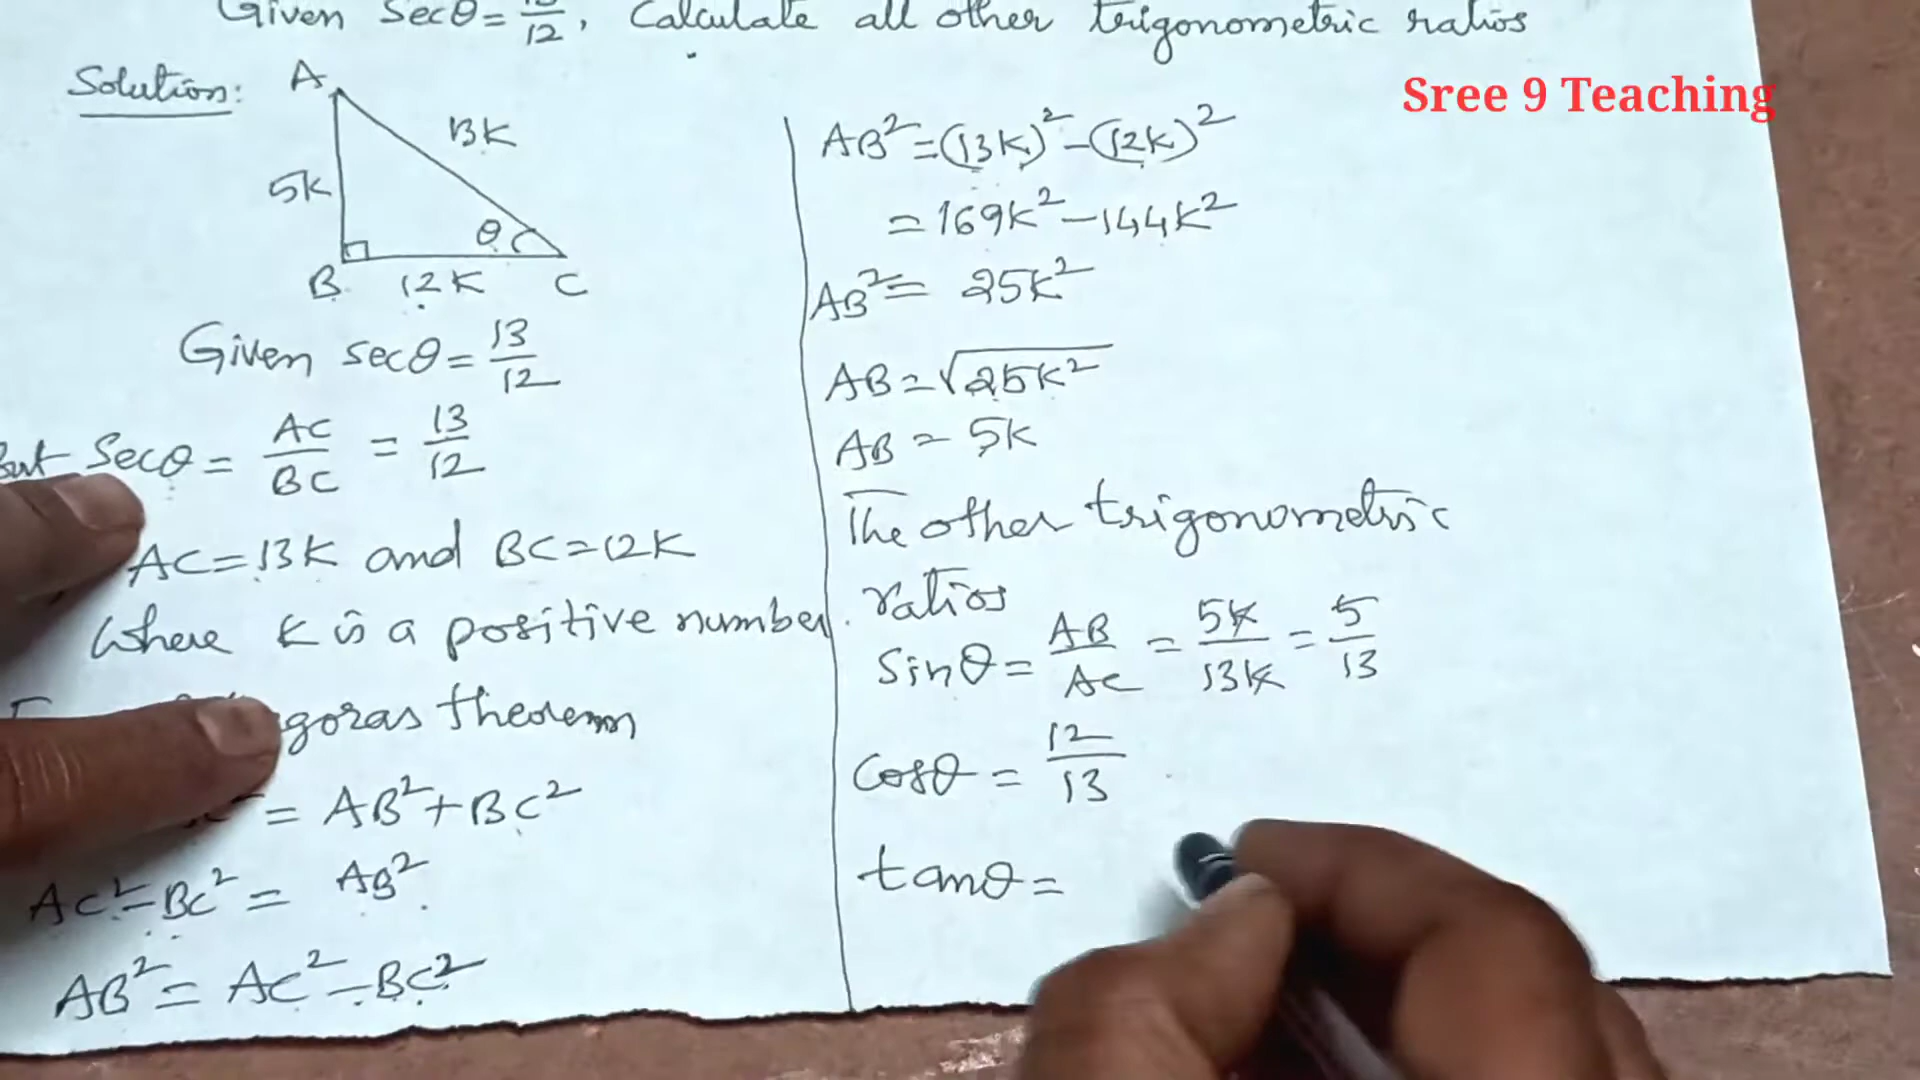 Given Secθ = 13/12, Calculate all other trigonometric ratios
Sree 9 Teaching
Solution:
A
13K
5K
θ
B 12K C
Given secθ = 13/12
But Secθ = AC/BC = 13/12
AC = 13K and BC = 12K
Where K is a positive number.
goras theorem
= AB² + BC²
AC² - BC² = AB²
AB² = AC² - BC²
AB² = (13K)² - (12K)²
= 169K² - 144K²
AB² = 25K²
AB = √25K²
AB = 5K
The other trigonometric
ratios
Sinθ = AB/AC = 5K/13K = 5/13
Cosθ = 12/13
tanθ =